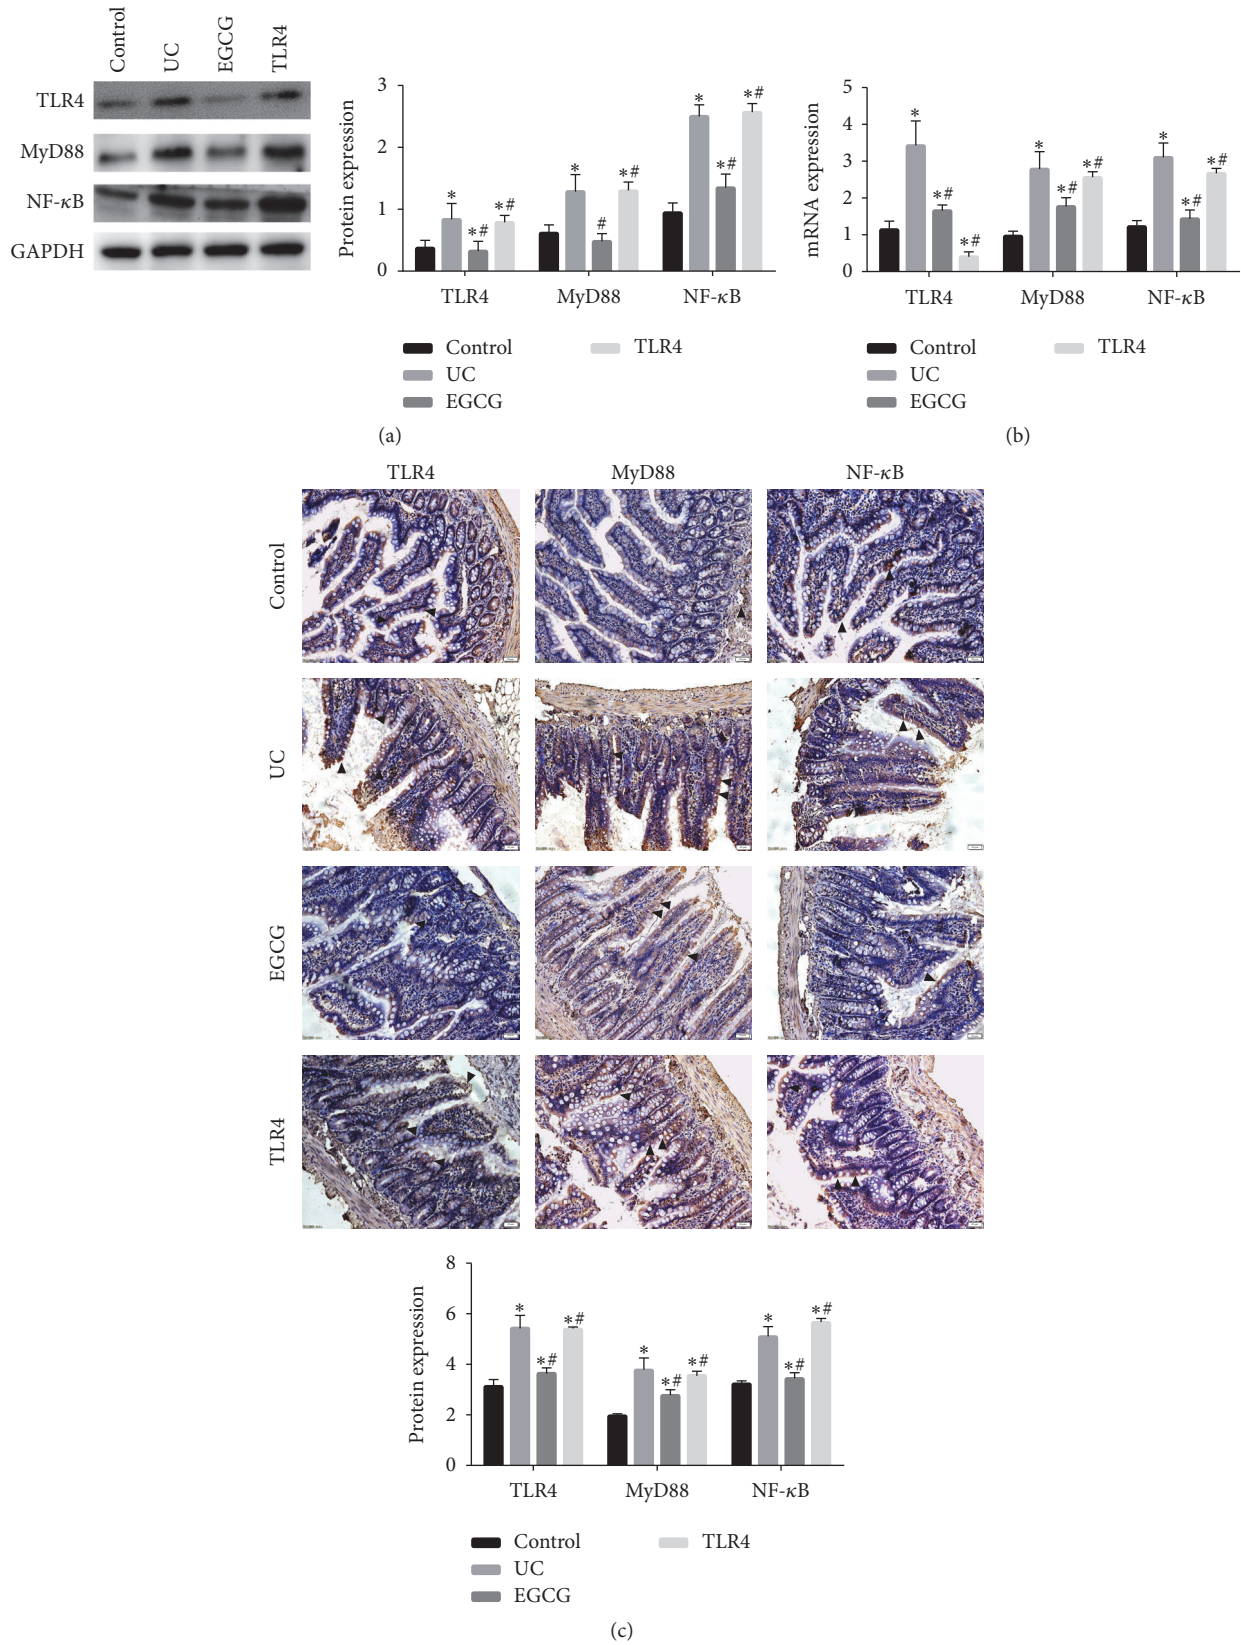 Control
UC
EGCG
TLR4
TLR4
MyD88
NF-κB
GAPDH
Protein expression
3
2
1
0
*
*#
*#
*
#
*#
*
*#
*#
TLR4
MyD88
NF-κB
Control
UC
EGCG
TLR4
(a)
mRNA expression
5
4
3
2
1
0
*
*#
*#
*
*#
*#
*
*#
*#
TLR4
MyD88
NF-κB
Control
UC
EGCG
TLR4
(b)
TLR4
MyD88
NF-κB
Control
UC
EGCG
TLR4
Protein expression
8
6
4
2
0
*
*#
*#
*
*#
*#
*
*#
*#
TLR4
MyD88
NF-κB
Control
UC
EGCG
TLR4
(c)